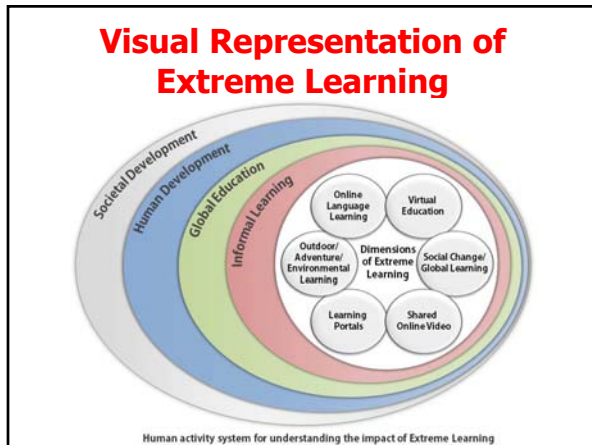 Visual Representation of
Extreme Learning
Societal Development
Human Development
Global Education
Informal Learning
Online
Language
Learning
Virtual
Education
Outdoor/
Adventure/
Environmental
Learning
Dimensions
of Extreme
Learning
Social Change/
Global Learning
Learning
Portals
Shared
Online Video
Human activity system for understanding the impact of Extreme Learning